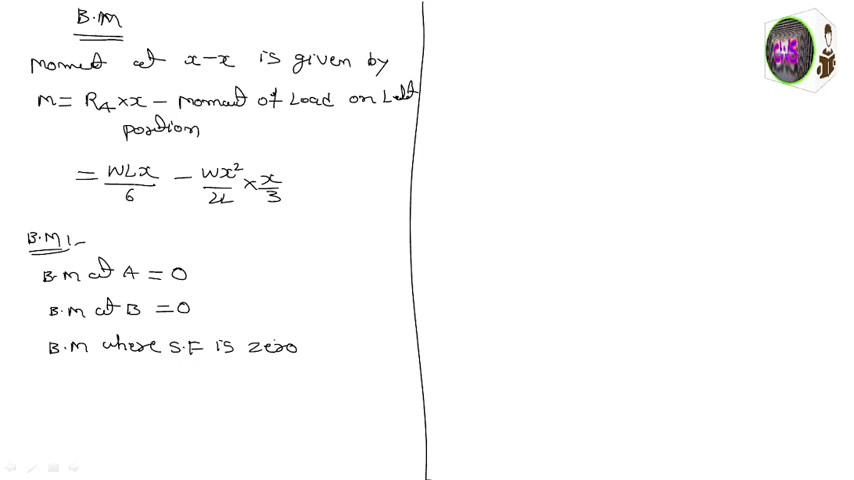 B.M
Moment at x-x is given by
M = R_A × x - moment of Load on Left
portion
= WLx/6 - Wx²/2L × x/3
B.M :-
B.M at A = 0
B.M at B = 0
B.M where S.F is zero